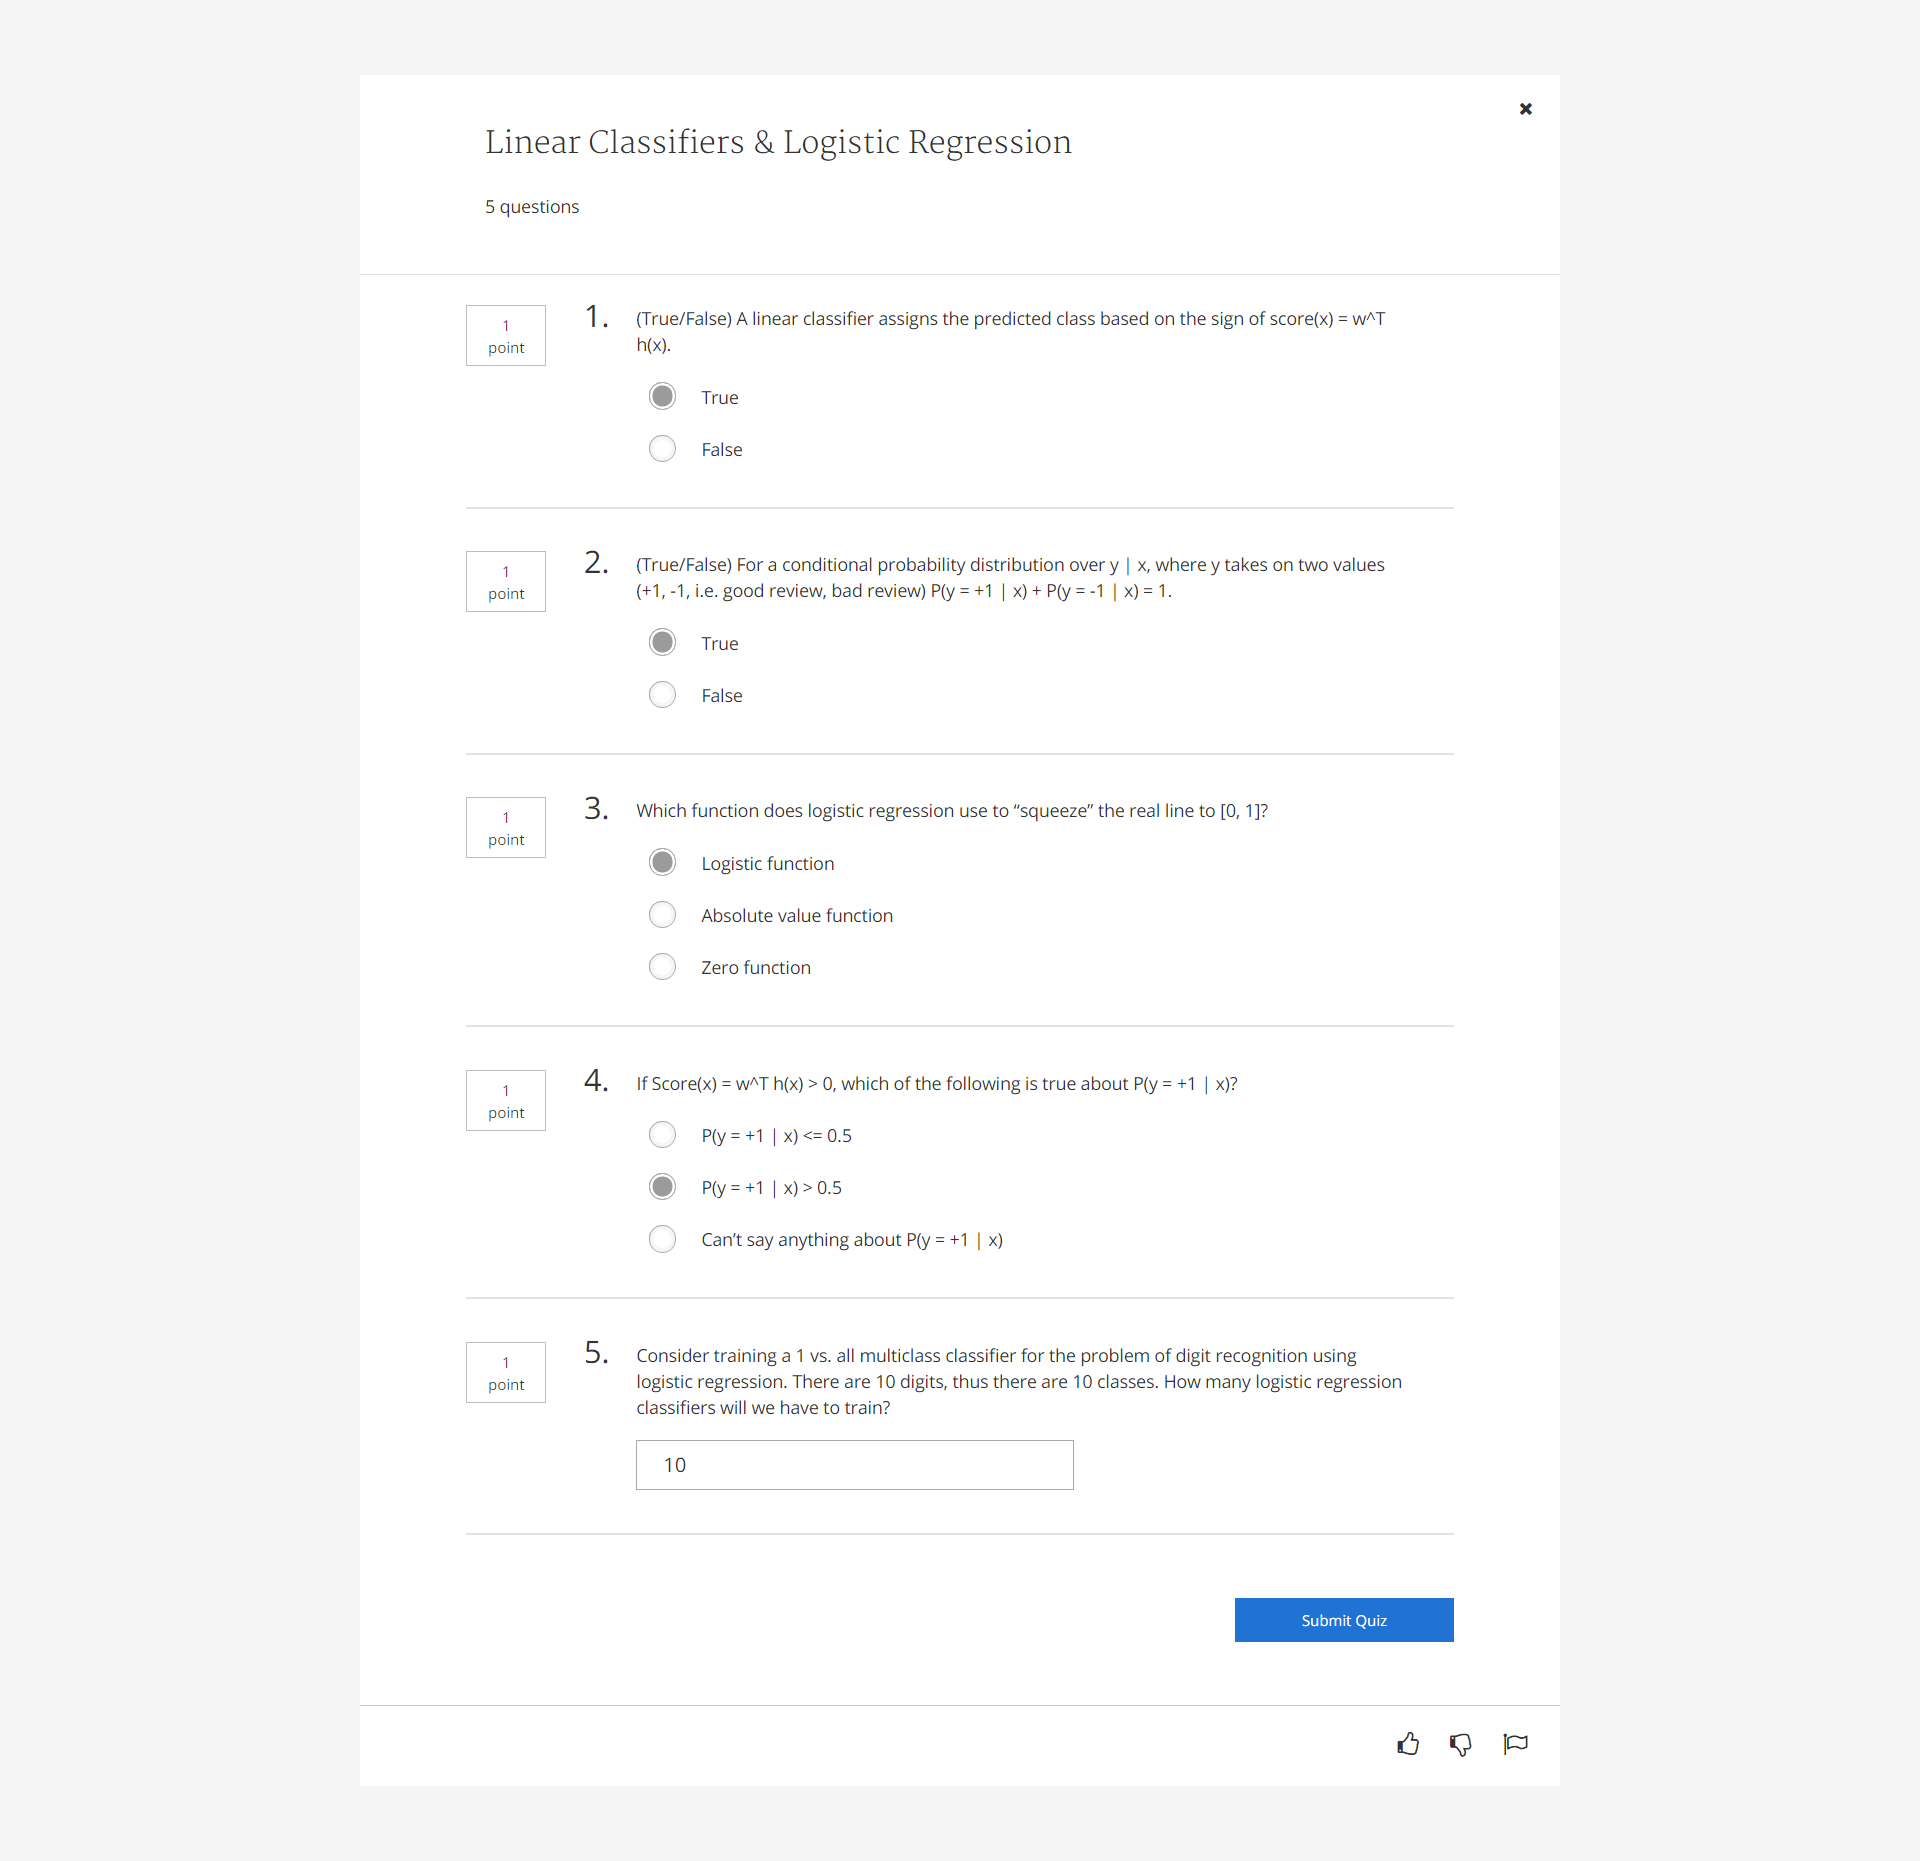 Linear Classifiers & Logistic Regression
5 questions
1
point
1.
(True/False) A linear classifier assigns the predicted class based on the sign of score(x) = w^T
h(x).
True
False
1
point
2.
(True/False) For a conditional probability distribution over y | x, where y takes on two values
(+1, -1, i.e. good review, bad review) P(y = +1 | x) + P(y = -1 | x) = 1.
True
False
1
point
3.
Which function does logistic regression use to “squeeze” the real line to [0, 1]?
Logistic function
Absolute value function
Zero function
1
point
4.
If Score(x) = w^T h(x) > 0, which of the following is true about P(y = +1 | x)?
P(y = +1 | x) <= 0.5
P(y = +1 | x) > 0.5
Can’t say anything about P(y = +1 | x)
1
point
5.
Consider training a 1 vs. all multiclass classifier for the problem of digit recognition using
logistic regression. There are 10 digits, thus there are 10 classes. How many logistic regression
classifiers will we have to train?
10
Submit Quiz